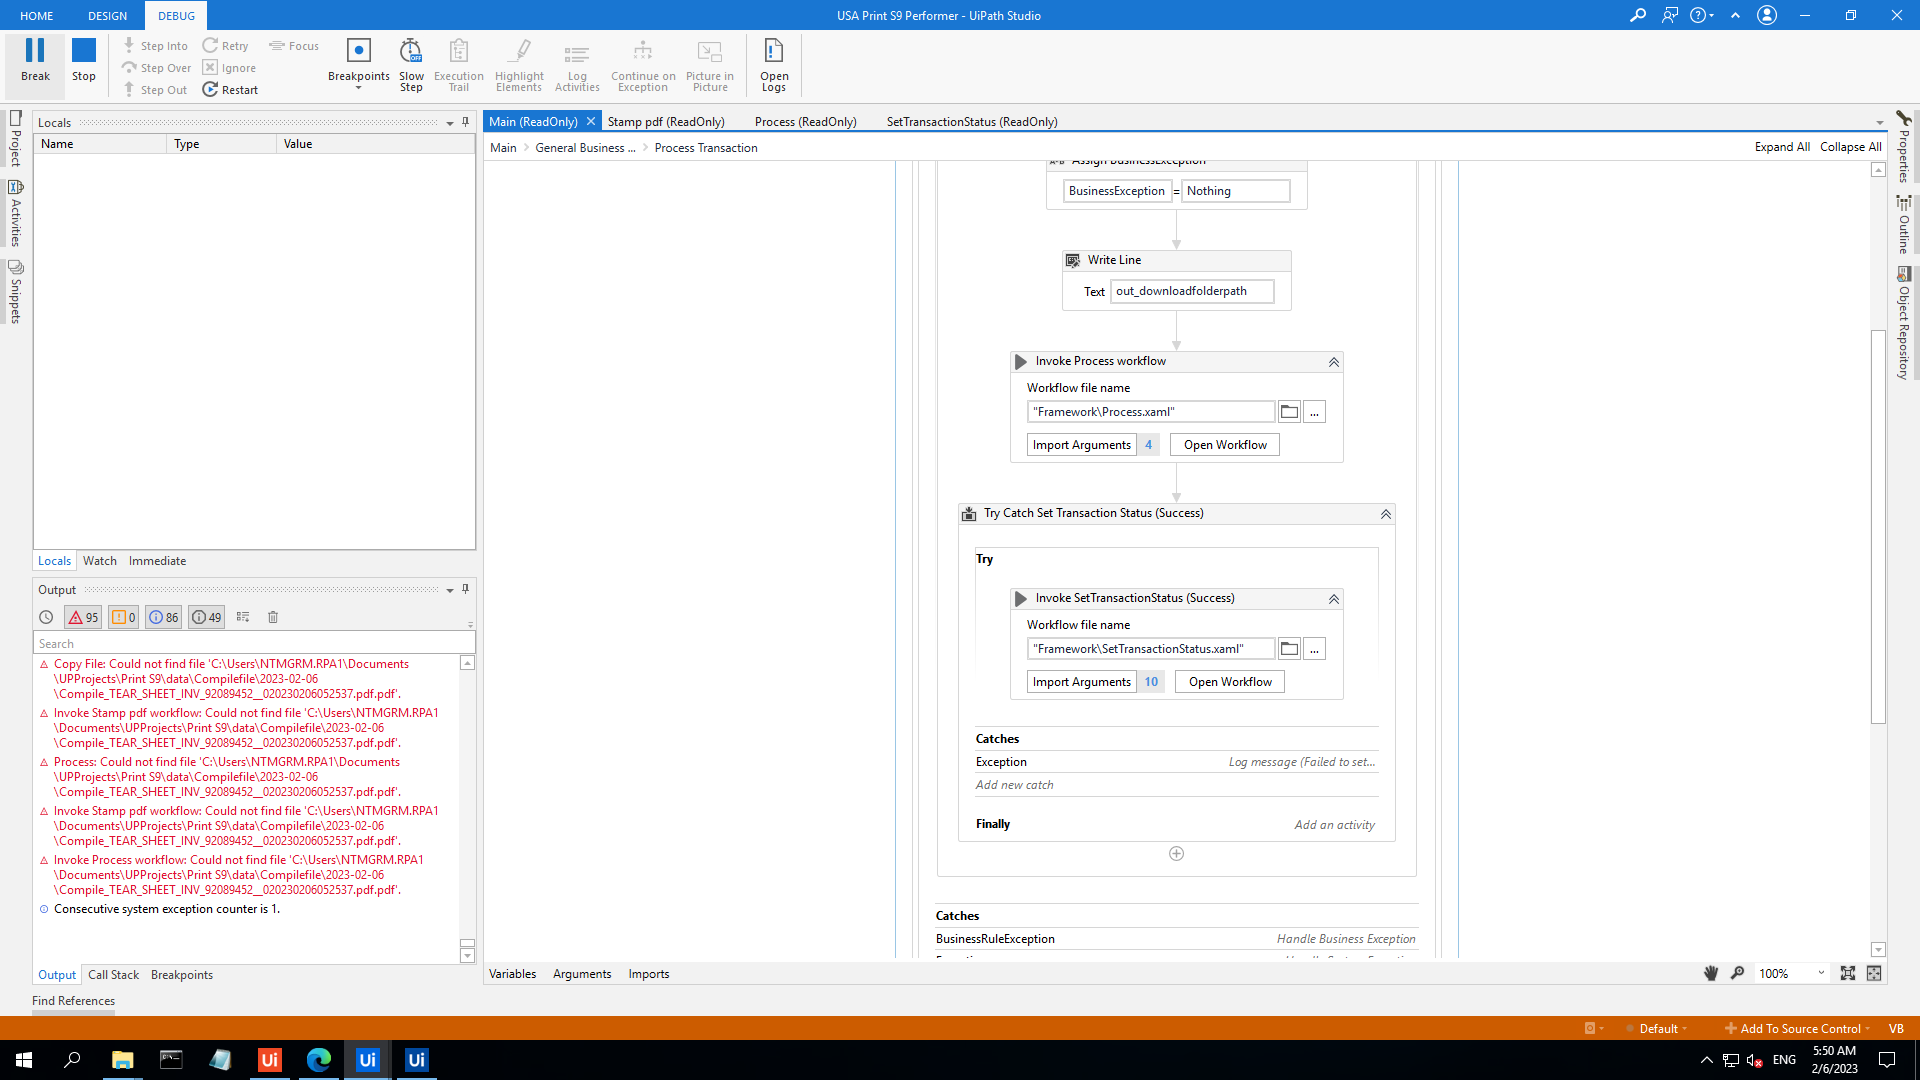 HOME
DESIGN
DEBUG
USA Print S9 Performer - UiPath Studio
Break
Stop
Step Into
Step Over
Step Out
Retry
Ignore
Restart
Focus
Breakpoints
Slow
Step
Execution
Trail
Highlight
Elements
Log
Activities
Continue on
Exception
Picture in
Picture
Open
Logs
Project
Activities
Snippets
Locals
Name
Type
Value
Locals
Watch
Immediate
Output
95
0
86
49
Search
Copy File: Could not find file 'C:\Users\NTMGRM.RPA1\Documents
\UPProjects\Print S9\data\Compilefile\2023-02-06
\Compile_TEAR_SHEET_INV_92089452__020230206052537.pdf.pdf'.
Invoke Stamp pdf workflow: Could not find file 'C:\Users\NTMGRM.RPA1
\Documents\UPProjects\Print S9\data\Compilefile\2023-02-06
\Compile_TEAR_SHEET_INV_92089452__020230206052537.pdf.pdf'.
Process: Could not find file 'C:\Users\NTMGRM.RPA1\Documents
\UPProjects\Print S9\data\Compilefile\2023-02-06
\Compile_TEAR_SHEET_INV_92089452__020230206052537.pdf.pdf'.
Invoke Stamp pdf workflow: Could not find file 'C:\Users\NTMGRM.RPA1
\Documents\UPProjects\Print S9\data\Compilefile\2023-02-06
\Compile_TEAR_SHEET_INV_92089452__020230206052537.pdf.pdf'.
Invoke Process workflow: Could not find file 'C:\Users\NTMGRM.RPA1
\Documents\UPProjects\Print S9\data\Compilefile\2023-02-06
\Compile_TEAR_SHEET_INV_92089452__020230206052537.pdf.pdf'.
Consecutive system exception counter is 1.
Output
Call Stack
Breakpoints
Find References
Main (ReadOnly)
Stamp pdf (ReadOnly)
Process (ReadOnly)
SetTransactionStatus (ReadOnly)
Main > General Business ... > Process Transaction
Expand All
Collapse All
Assign BusinessException
BusinessException = Nothing
Write Line
Text out_downloadfolderpath
Invoke Process workflow
Workflow file name
"Framework\Process.xaml"
...
Import Arguments 4
Open Workflow
Try Catch Set Transaction Status (Success)
Try
Invoke SetTransactionStatus (Success)
Workflow file name
"Framework\SetTransactionStatus.xaml"
...
Import Arguments 10
Open Workflow
Catches
Exception
Log message (Failed to set...
Add new catch
Finally
Add an activity
Catches
BusinessRuleException
Handle Business Exception
Variables
Arguments
Imports
100%
Properties
Outline
Object Repository
Default
Add To Source Control
VB
Ui
Ui
Ui
ENG
5:50 AM
2/6/2023